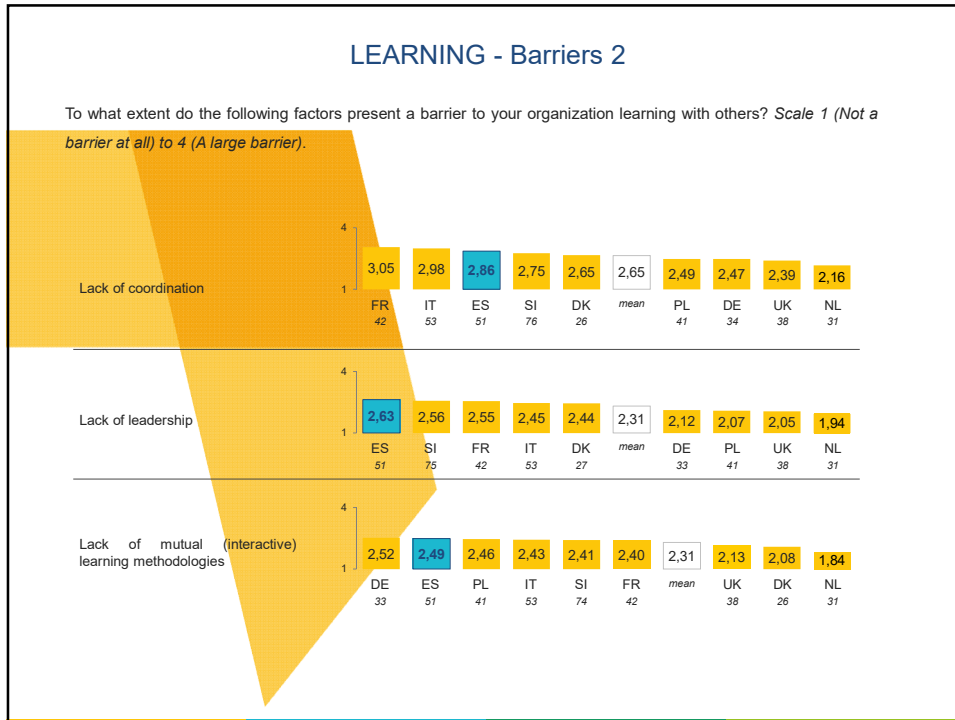 LEARNING - Barriers 2
To what extent do the following factors present a barrier to your organization learning with others? Scale 1 (Not a
barrier at all) to 4 (A large barrier).
4
3,05 2,98 2,86 2,75 2,65 2,65 2,49 2,47 2,39 2,16
Lack of coordination
1
FR IT ES SI DK mean PL DE UK NL
42 53 51 76 26 41 34 38 31
4
2,63 2,56 2,55 2,45 2,44 2,31 2,12 2,07 2,05 1,94
Lack of leadership
1
ES SI FR IT DK mean DE PL UK NL
51 75 42 53 27 33 41 38 31
4
Lack of mutual (interactive)
learning methodologies
2,52 2,49 2,46 2,43 2,41 2,40 2,31 2,13 2,08 1,84
1
DE ES PL IT SI FR mean UK DK NL
33 51 41 53 74 42 38 26 31